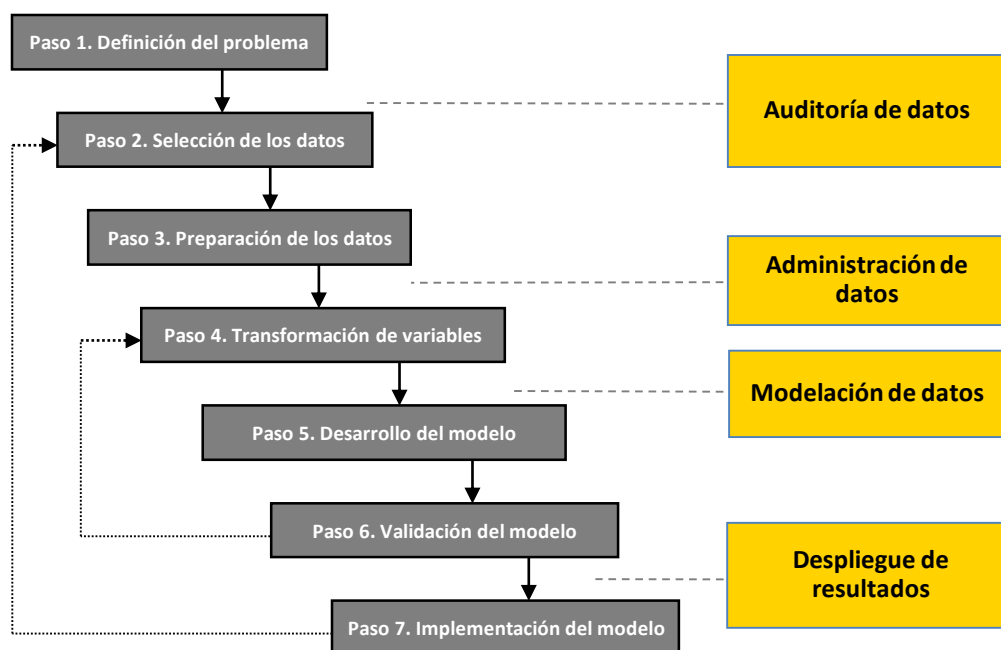 Paso 1. Definición del problema
Auditoría de datos
Paso 2. Selección de los datos
Paso 3. Preparación de los datos
Administración de
datos
Paso 4. Transformación de variables
Modelación de datos
Paso 5. Desarrollo del modelo
Paso 6. Validación del modelo
Despliegue de
resultados
Paso 7. Implementación del modelo